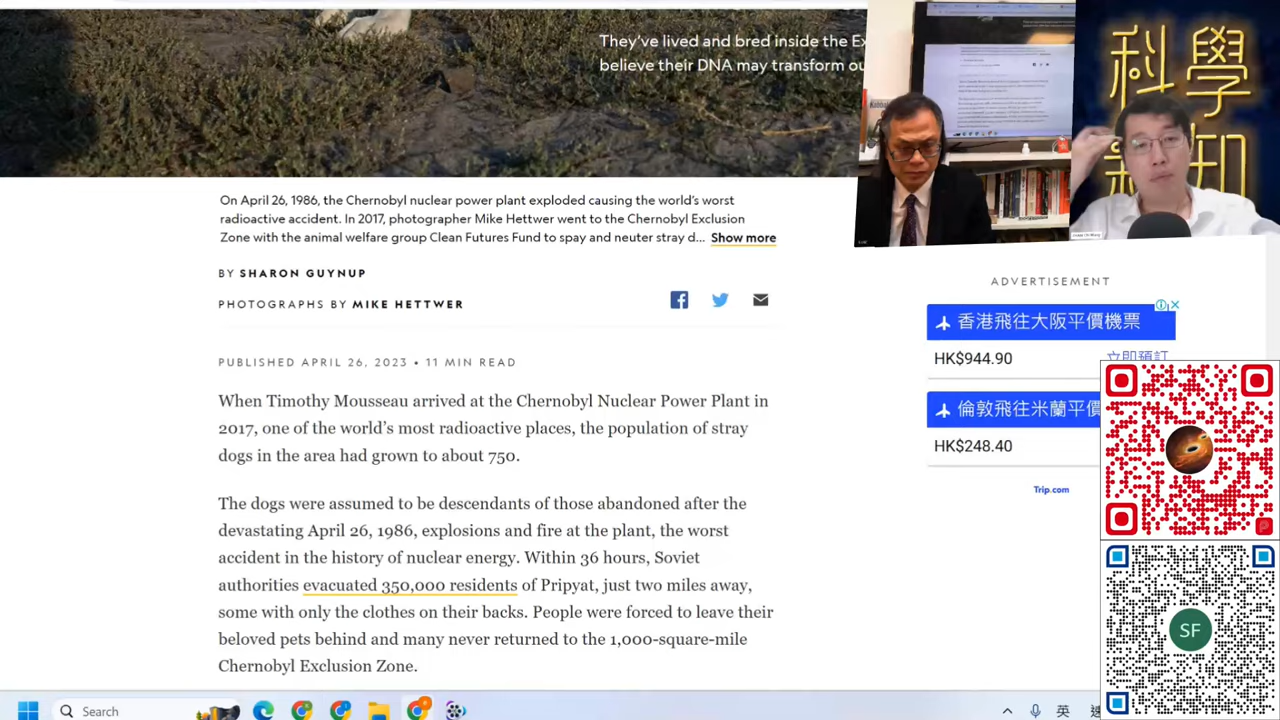 They've lived and bred inside the Ex
believe their DNA may transform ou
科學
新知
On April 26, 1986, the Chernobyl nuclear power plant exploded causing the world's worst
radioactive accident. In 2017, photographer Mike Hettwer went to the Chernobyl Exclusion
Zone with the animal welfare group Clean Futures Fund to spay and neuter stray d... Show more
BY SHARON GUYNUP
PHOTOGRAPHS BY MIKE HETTWER
PUBLISHED APRIL 26, 2023 • 11 MIN READ
When Timothy Mousseau arrived at the Chernobyl Nuclear Power Plant in
2017, one of the world's most radioactive places, the population of stray
dogs in the area had grown to about 750.
The dogs were assumed to be descendants of those abandoned after the
devastating April 26, 1986, explosion and fire at the plant, the worst
accident in the history of nuclear energy. Within 36 hours, Soviet
authorities evacuated 350,000 residents of Pripyat, just two miles away,
some with only the clothes on their backs. People were forced to leave their
beloved pets behind and many never returned to the 1,000-square-mile
Chernobyl Exclusion Zone.
ADVERTISEMENT
香港飛往大阪平價機票
HK$944.90
立即預訂
倫敦飛往米蘭平價
HK$248.40
Trip.com
SF
Search
英